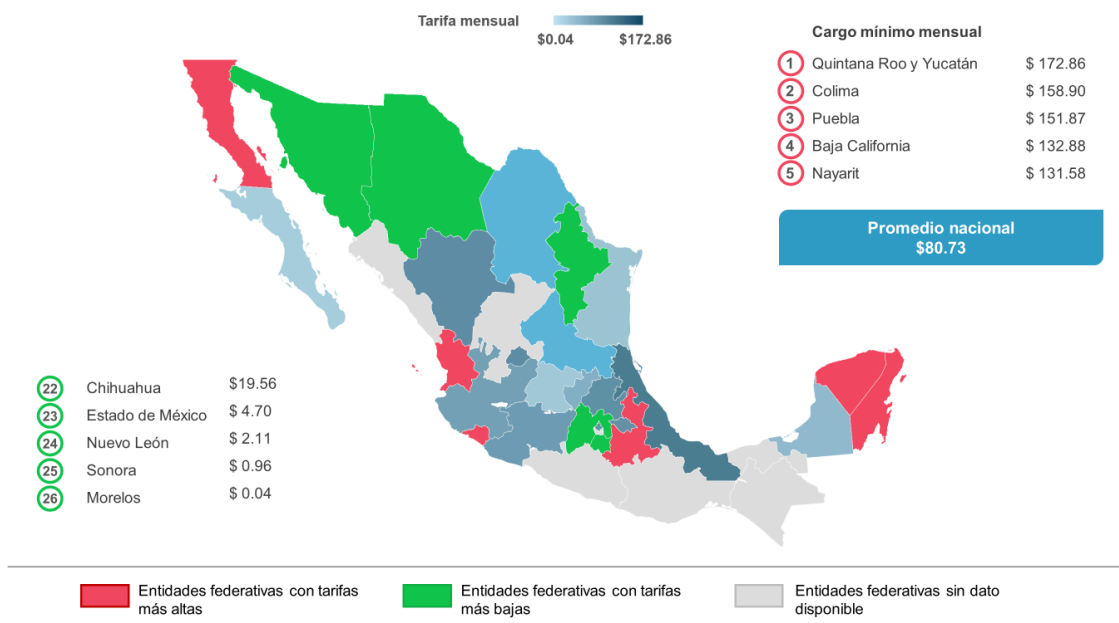 Tarifa mensual
$0.04 $172.86
Cargo mínimo mensual
1 Quintana Roo y Yucatán $ 172.86
2 Colima $ 158.90
3 Puebla $ 151.87
4 Baja California $ 132.88
5 Nayarit $ 131.58
Promedio nacional
$80.73
22 Chihuahua $19.56
23 Estado de México $ 4.70
24 Nuevo León $ 2.11
25 Sonora $ 0.96
26 Morelos $ 0.04
Entidades federativas con tarifas
más altas
Entidades federativas con tarifas
más bajas
Entidades federativas sin dato
disponible